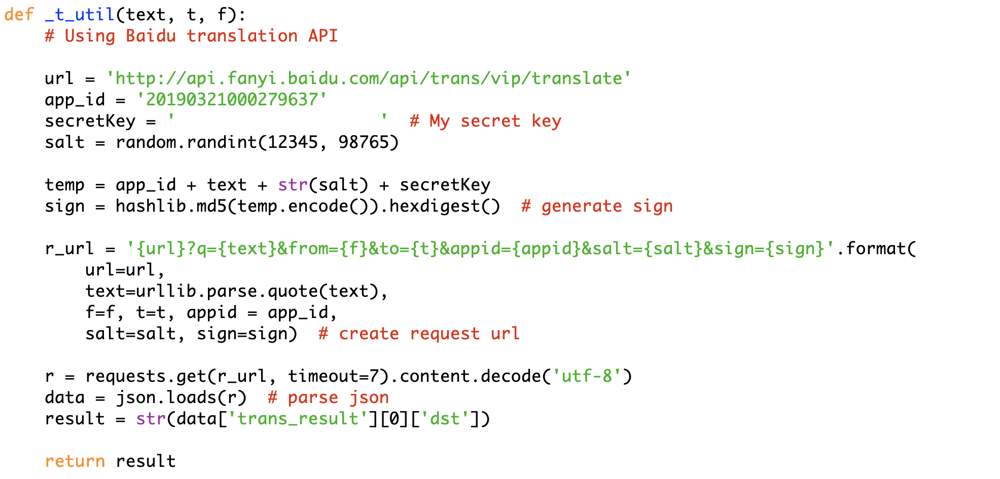 def _t_util(text, t, f):
    # Using Baidu translation API
    url = 'http://api.fanyi.baidu.com/api/trans/vip/translate'
    app_id = '20190321000279637'
    secretKey = '                    '  # My secret key
    salt = random.randint(12345, 98765)
    temp = app_id + text + str(salt) + secretKey
    sign = hashlib.md5(temp.encode()).hexdigest()  # generate sign
    r_url = '{url}?q={text}&from={f}&to={t}&appid={appid}&salt={salt}&sign={sign}'.format(
        url=url,
        text=urllib.parse.quote(text),
        f=f, t=t, appid = app_id,
        salt=salt, sign=sign)  # create request url
    r = requests.get(r_url, timeout=7).content.decode('utf-8')
    data = json.loads(r)  # parse json
    result = str(data['trans_result'][0]['dst'])
    return result